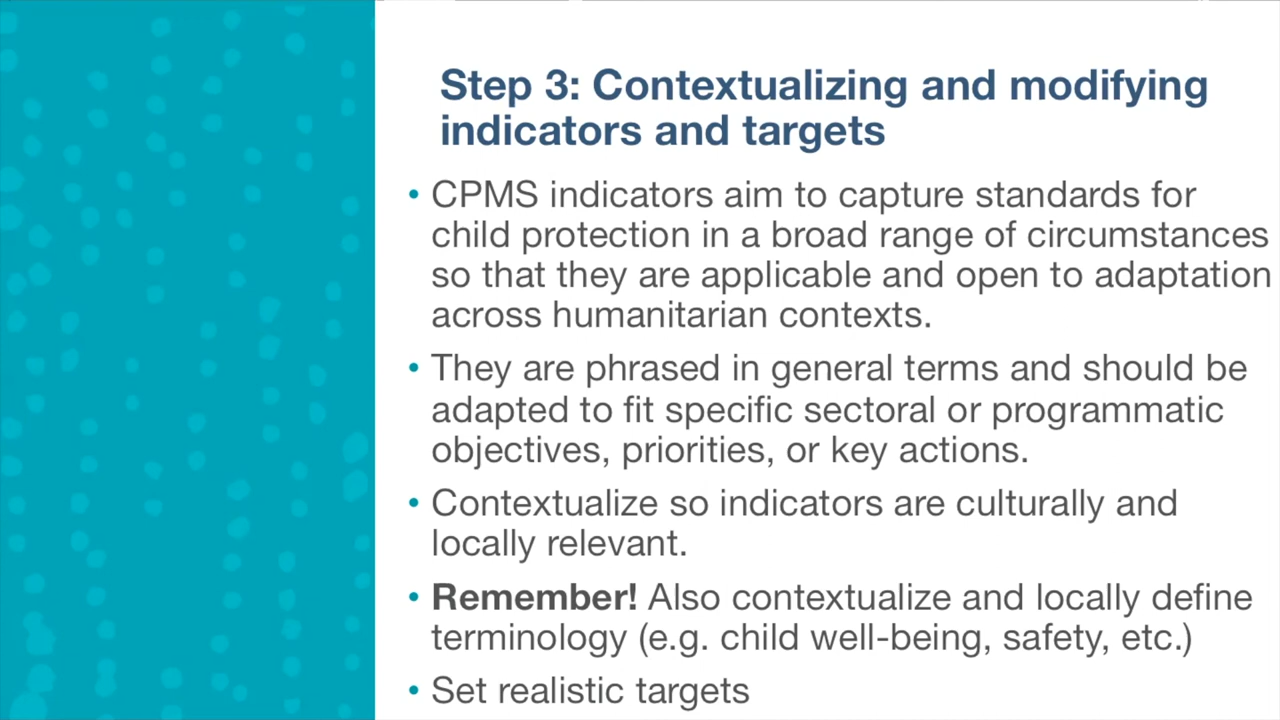 Step 3: Contextualizing and modifying
indicators and targets
• CPMS indicators aim to capture standards for
child protection in a broad range of circumstances
so that they are applicable and open to adaptation
across humanitarian contexts.
• They are phrased in general terms and should be
adapted to fit specific sectoral or programmatic
objectives, priorities, or key actions.
• Contextualize so indicators are culturally and
locally relevant.
• Remember! Also contextualize and locally define
terminology (e.g. child well-being, safety, etc.)
• Set realistic targets